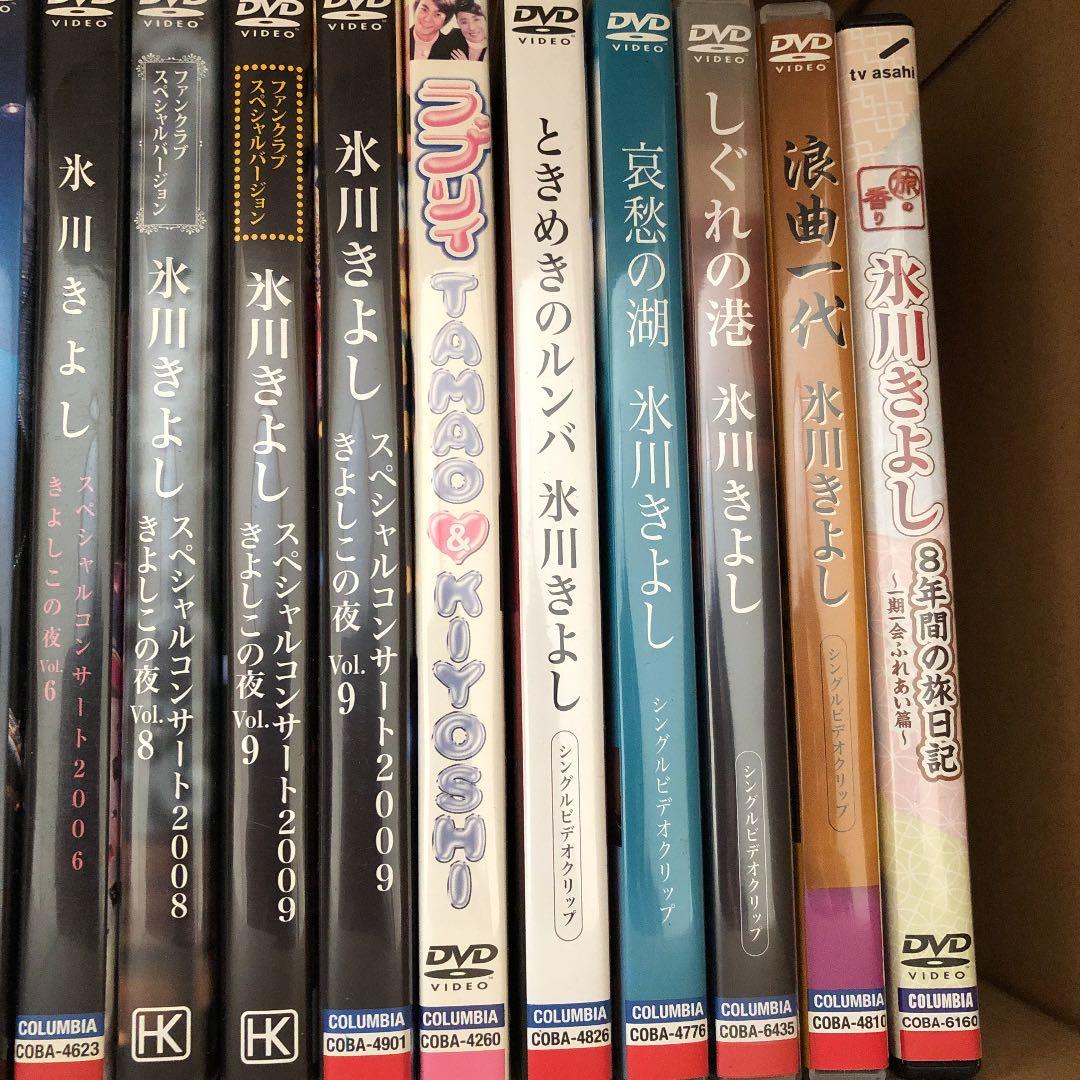 VIDEO
氷川きよし
スペシャルコンサート2006
きよしこの夜 Vol.6
COLUMBIA
COBA-4623
VIDEO
ファンクラブ
スペシャルバージョン
氷川きよし
スペシャルコンサート2008
きよしこの夜 Vol.8
HK
DVD
VIDEO
ファンクラブ
スペシャルバージョン
氷川きよし
スペシャルコンサート2009
きよしこの夜 Vol.9
HK
DVD
VIDEO
氷川きよし
スペシャルコンサート2009
きよしこの夜 Vol.9
COLUMBIA
COBA-4901
ラブリィ
TAMAO & KIYOSHI
DVD
VIDEO
COLUMBIA
COBA-4260
DVD
VIDEO
ときめきのルンバ 氷川きよし
シングルビデオクリップ
COLUMBIA
COBA-4826
DVD
VIDEO
哀愁の湖 氷川きよし
シングルビデオクリップ
COLUMBIA
COBA-4776
DVD
VIDEO
しぐれの港 氷川きよし
シングルビデオクリップ
COLUMBIA
COBA-6435
DVD
VIDEO
浪曲一代 氷川きよし
シングルビデオクリップ
COLUMBIA
COBA-4810
tv asahi
旅の香り
氷川きよし 8年間の旅日記
～一期一会ふれあい篇～
DVD
VIDEO
COLUMBIA
COBA-6160